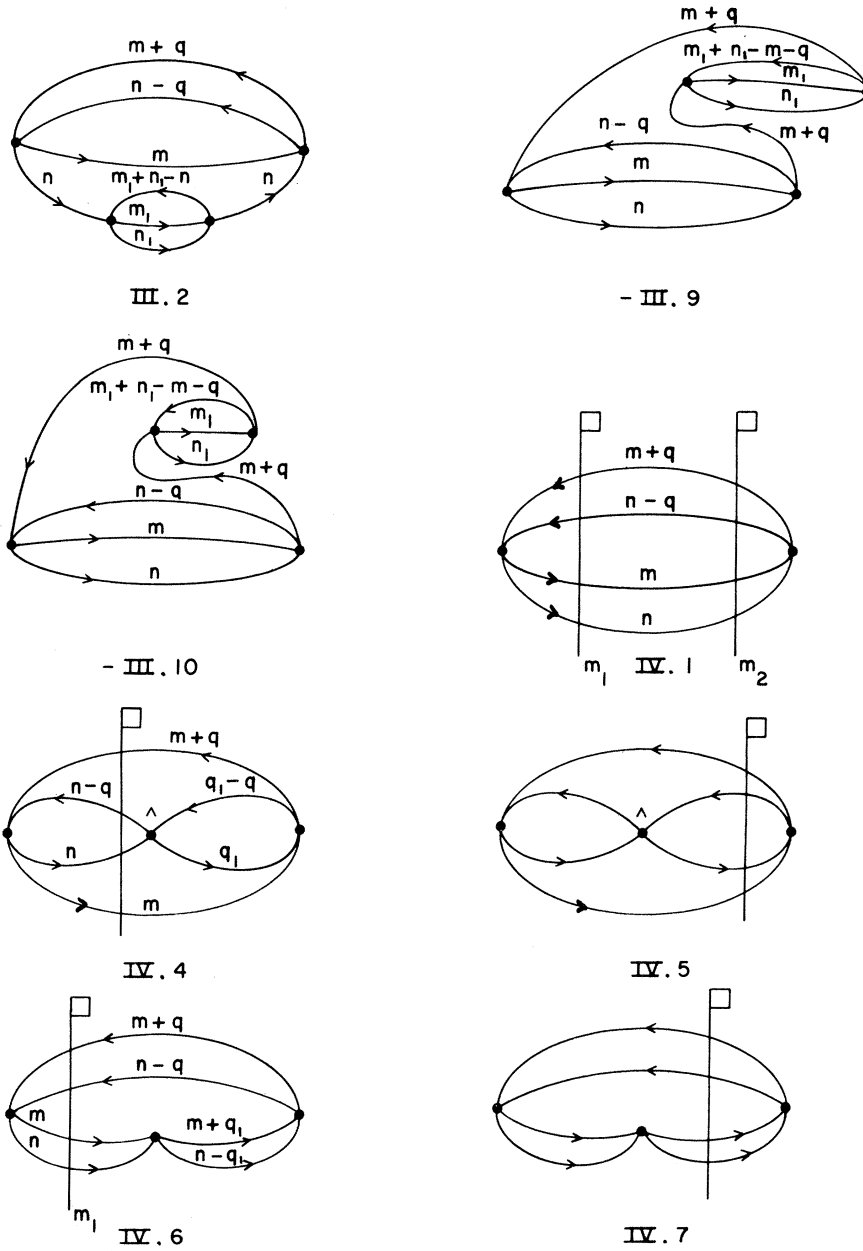 m + q
n - q
m
n
m₁+n₁-n
n
m₁
n₁
III. 2
m + q
m₁ + n₁-m-q
m₁
n₁
n - q
m + q
m
n
- III. 9
m + q
m₁ + n₁-m-q
m₁
n₁
m + q
n - q
m
n
- III. 10
m+q
n - q
m
n
m₁
IV. 1
m₂
m+q
n-q
q₁-q
^
n
q₁
m
IV. 4
^
IV. 5
m+q
n - q
m
n
m + q₁
n - q₁
m₁
IV. 6
IV. 7